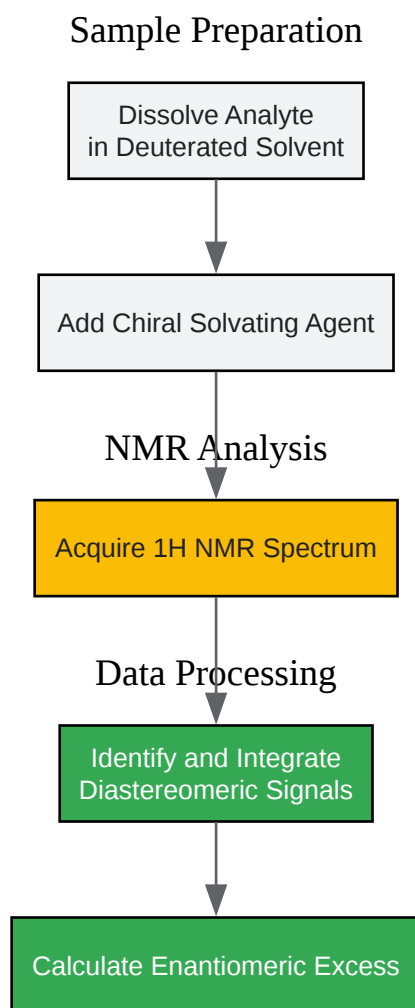 Sample Preparation
Dissolve Analyte
in Deuterated Solvent
Add Chiral Solvating Agent
NMR Analysis
Acquire 1H NMR Spectrum
Data Processing
Identify and Integrate
Diastereomeric Signals
Calculate Enantiomeric Excess